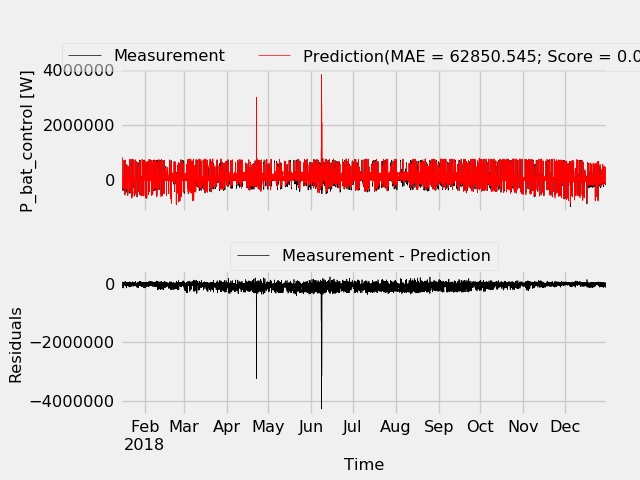 Measurement
Prediction(MAE = 62850.545; Score = 0.0
4000000
2000000
0
P_bat_control [W]
Measurement - Prediction
0
−2000000
−4000000
Residuals
Feb Mar Apr May Jun Jul Aug Sep Oct Nov Dec
2018
Time